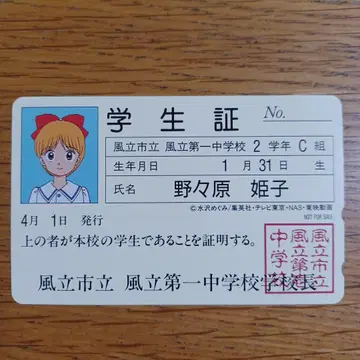 学生証 No.
風立市立 風立第一中学校 2 学年 C 組
生年月日 1 月 31 日 生
氏名 野々原 姫子
©水沢めぐみ/集英社・テレビ東京・NAS・東映動画
NOT FOR SALE
4月 1日 発行
上の者が本校の学生であることを証明する。
風立市立 風立第一中学校学校長
風立市立
風立第一
中学校